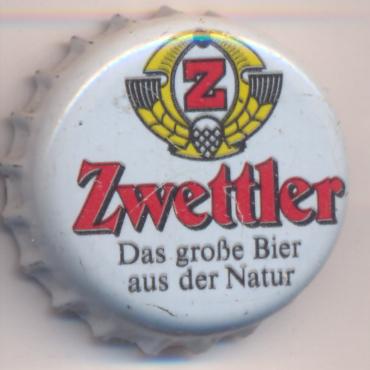 Z
Zwettler
Das große Bier
aus der Natur